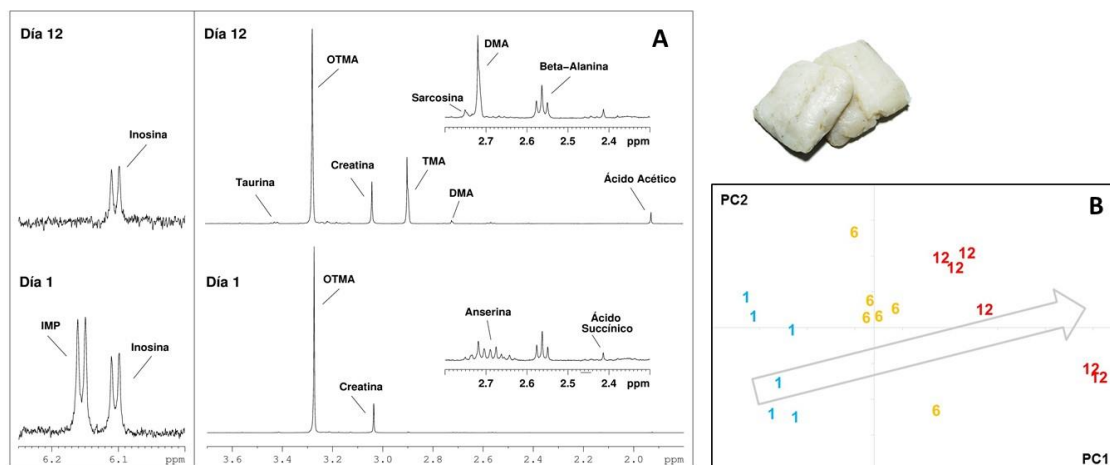 Día 12
Inosina
Día 1
IMP
Inosina
6.2 6.1 ppm
Día 12
A
OTMA
DMA
Beta-Alanina
Sarcosina
2.7 2.6 2.5 2.4 ppm
Creatina
TMA
Taurina
DMA
Ácido Acético
Día 1
OTMA
Anserina
Ácido
Succínico
2.7 2.6 2.5 2.4 ppm
Creatina
3.6 3.4 3.2 3.0 2.8 2.6 2.4 2.2 2.0 ppm
PC2
B
6
12
12
12
1
6
12
1
6
6 6
1
12
12
1
6
1
1
PC1